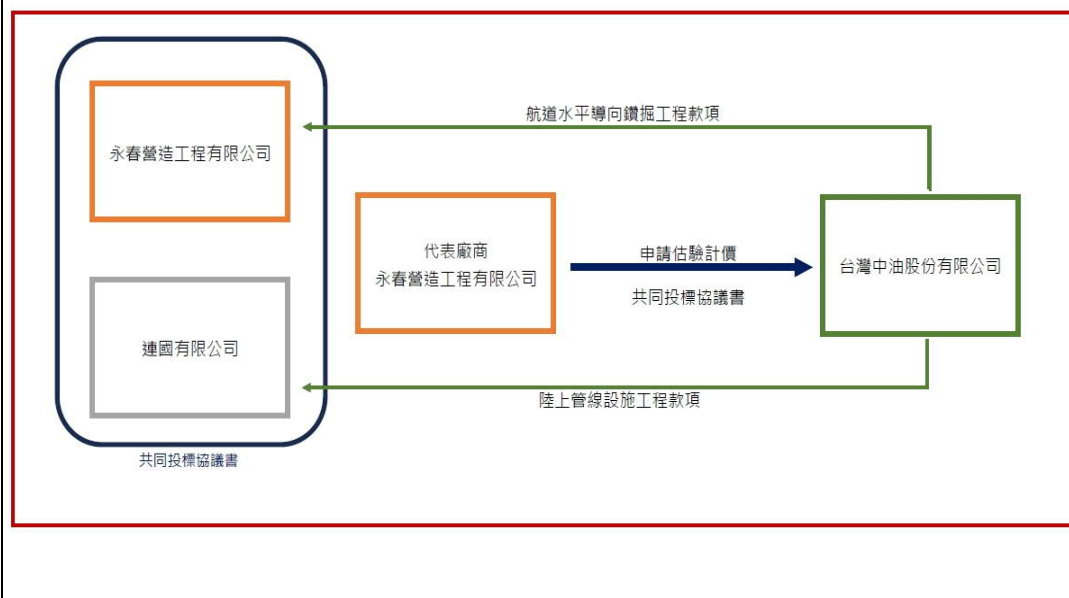 永春營造工程有限公司
連國有限公司
共同投標協議書
航道水平導向鑽掘工程款項
代表廠商
永春營造工程有限公司
申請估驗計價
共同投標協議書
台灣中油股份有限公司
陸上管線設施工程款項